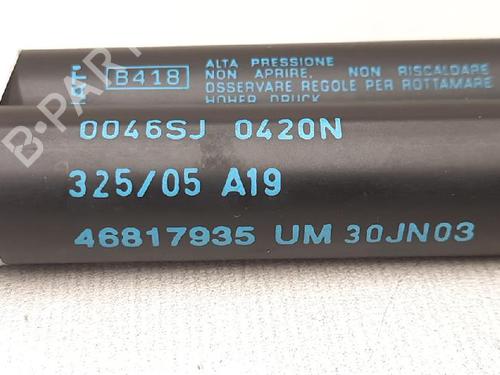 B418
ALTA PRESSIONE
NON APRIRE, NON RISCALDARE
OSSERVARE REGOLE PER ROTTAMARE
HOHER DRUCK
0046SJ 0420N
325/05 A19
46817935 UM 30JN03
B-PARTS